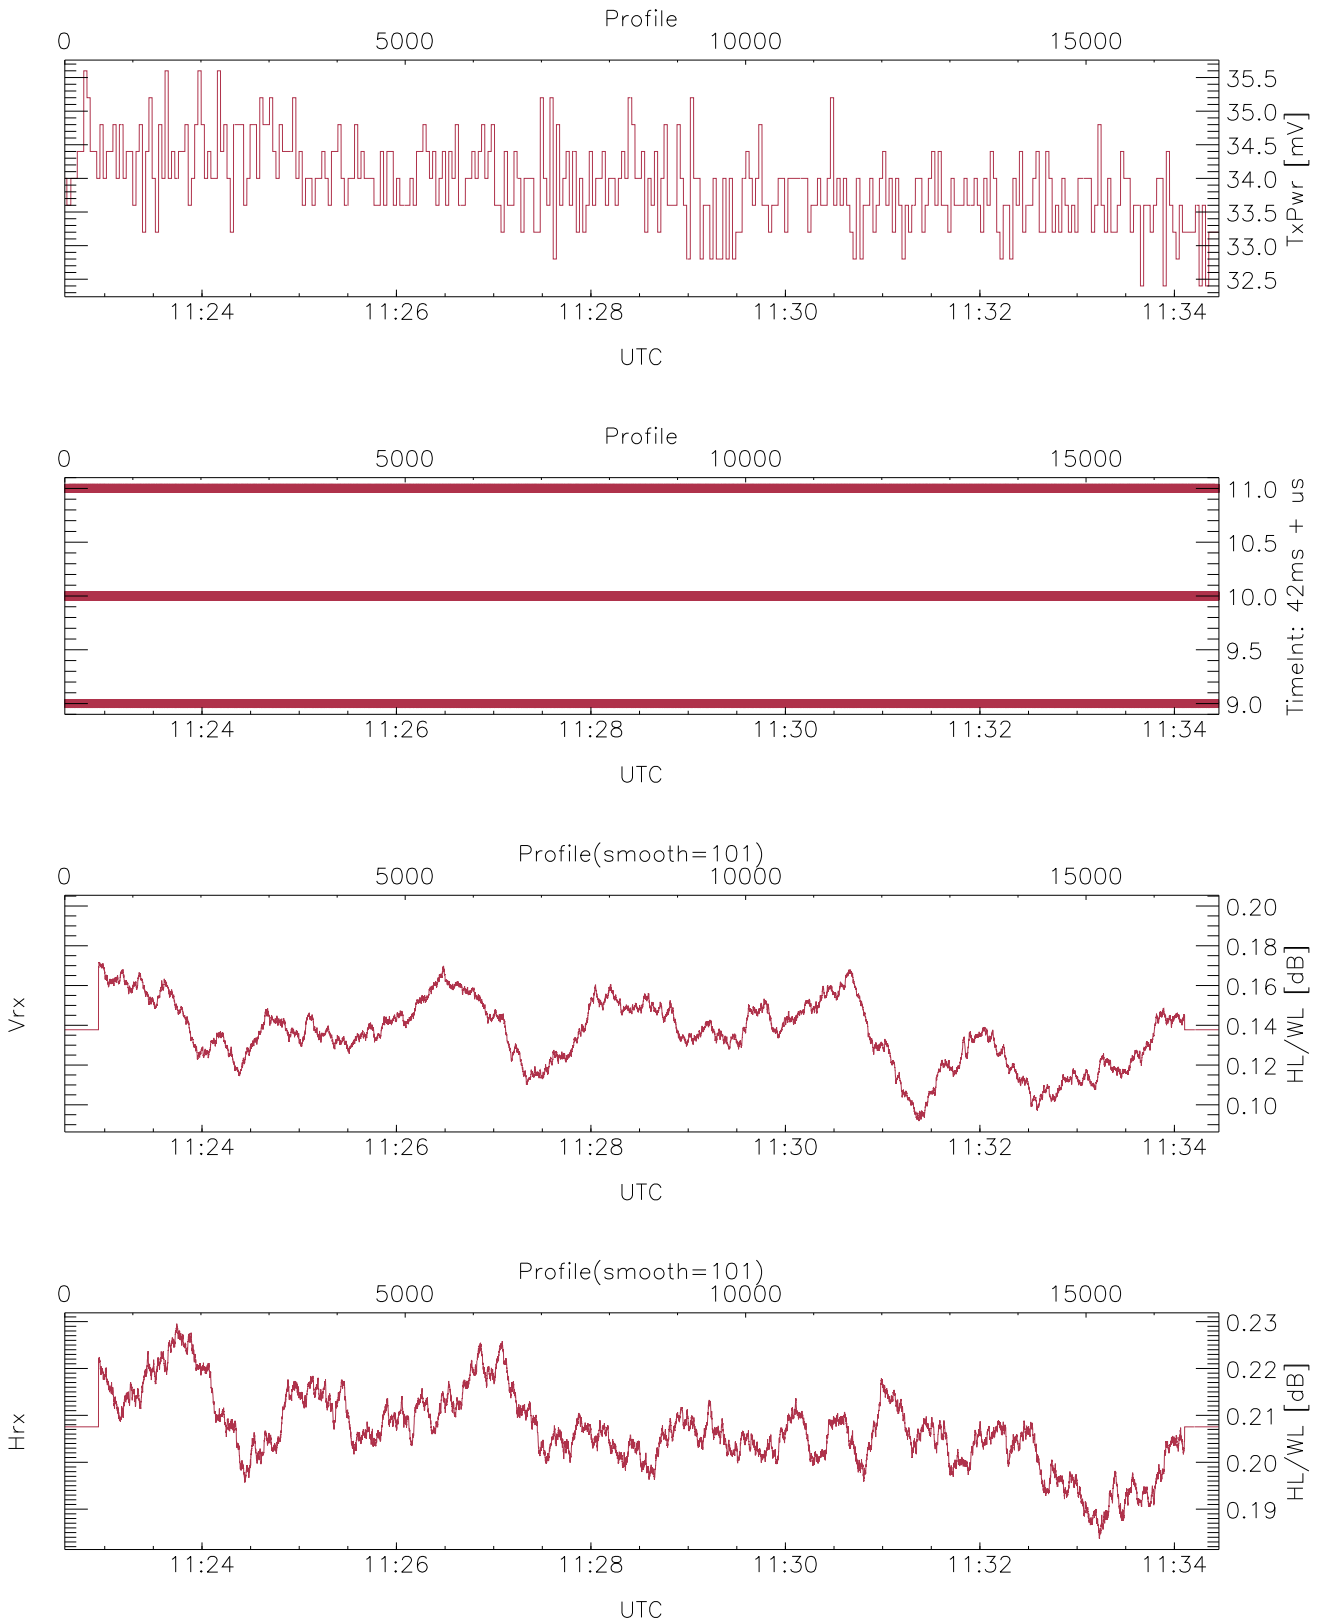 Profile
0 5000 10000 15000
35.5
35.0
34.5
34.0
33.5
33.0
32.5
TxPwr [mV]
11:24 11:26 11:28 11:30 11:32 11:34
UTC
Profile
0 5000 10000 15000
11.0
10.5
10.0
9.5
9.0
TimeInt: 42ms + us
11:24 11:26 11:28 11:30 11:32 11:34
UTC
Profile(smooth=101)
0 5000 10000 15000
Vrx
0.20
0.18
0.16
0.14
0.12
0.10
HL/WL [dB]
11:24 11:26 11:28 11:30 11:32 11:34
UTC
Profile(smooth=101)
0 5000 10000 15000
Hrx
0.23
0.22
0.21
0.20
0.19
HL/WL [dB]
11:24 11:26 11:28 11:30 11:32 11:34
UTC